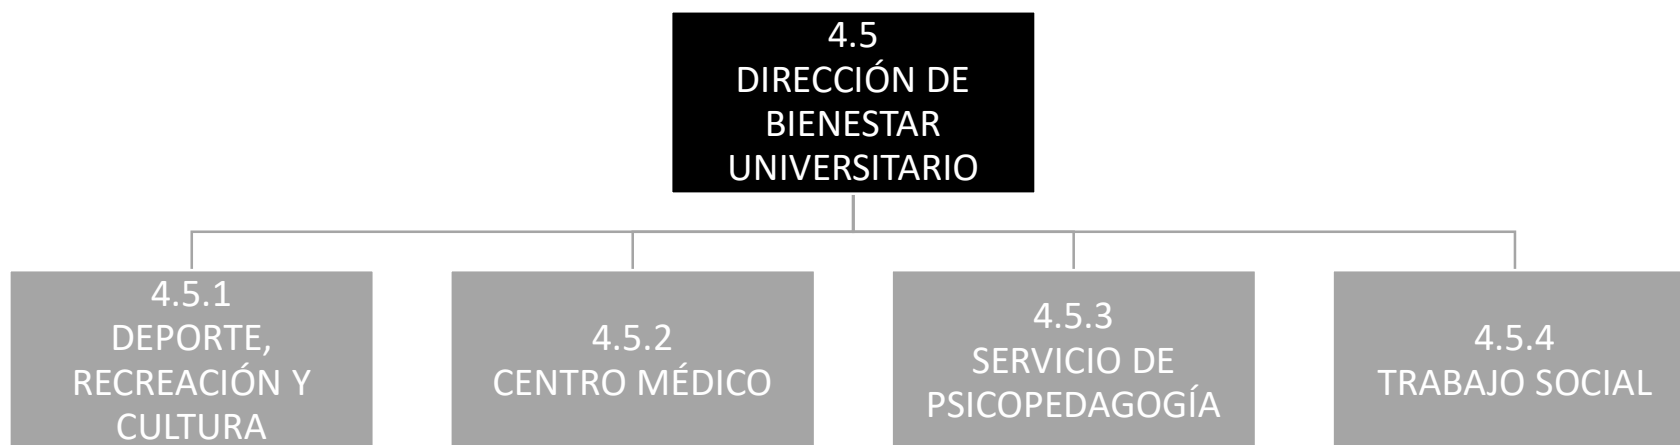 4.5
DIRECCIÓN DE
BIENESTAR
UNIVERSITARIO
4.5.1
DEPORTE,
RECREACIÓN Y
CULTURA
4.5.2
CENTRO MÉDICO
4.5.3
SERVICIO DE
PSICOPEDAGOGÍA
4.5.4
TRABAJO SOCIAL